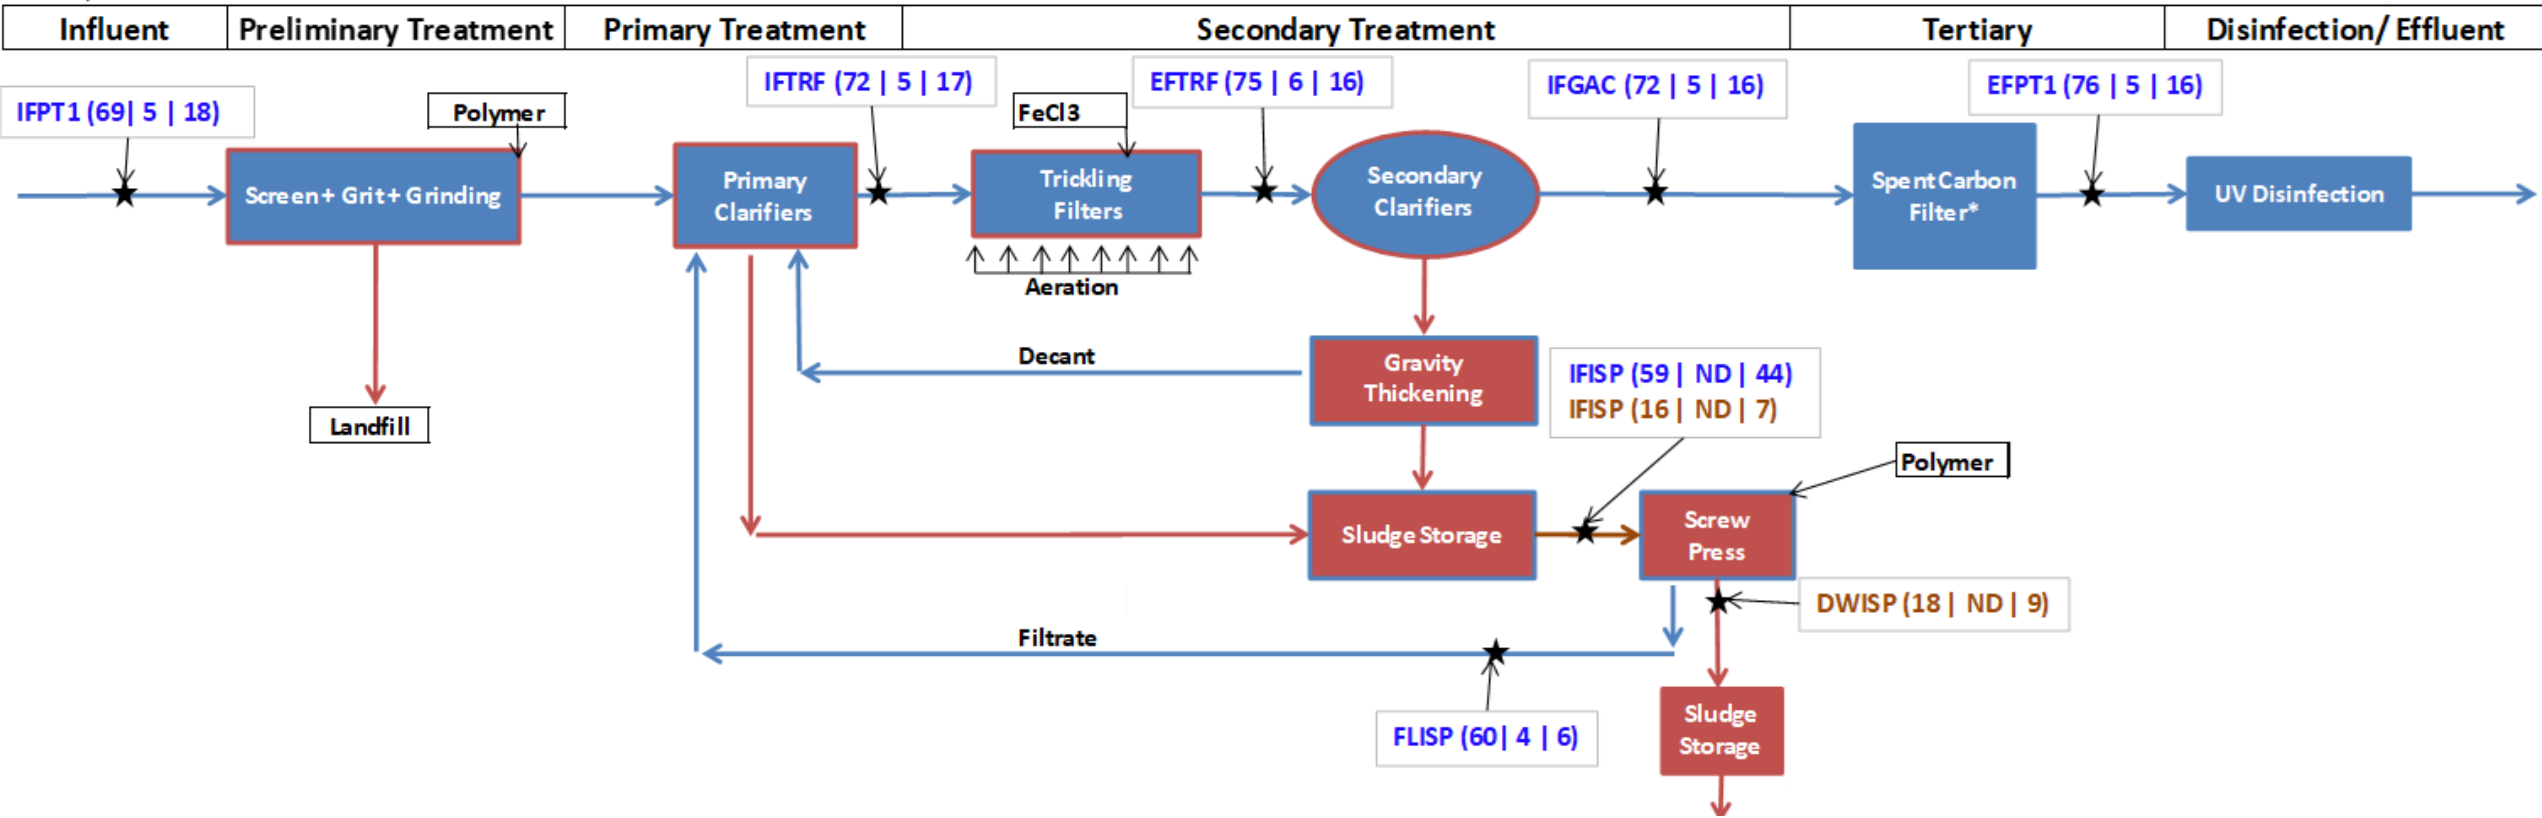 Influent
Preliminary Treatment
Primary Treatment
Secondary Treatment
Tertiary
Disinfection/ Effluent
IFPT1 (69| 5 | 18)
Polymer
IFTRF (72 | 5 | 17)
FeCl3
EFTRF (75 | 6 | 16)
IFGAC (72 | 5 | 16)
EFPT1 (76 | 5 | 16)
Screen+ Grit+ Grinding
Primary
Clarifiers
Trickling
Filters
Secondary
Clarifiers
Spent Carbon
Filter*
UV Disinfection
Aeration
Decant
Gravity
Thickening
IFISP (59 | ND | 44)
IFISP (16 | ND | 7)
Landfill
Polymer
Sludge Storage
Screw
Press
DWISP (18 | ND | 9)
Filtrate
FLISP (60| 4 | 6)
Sludge
Storage